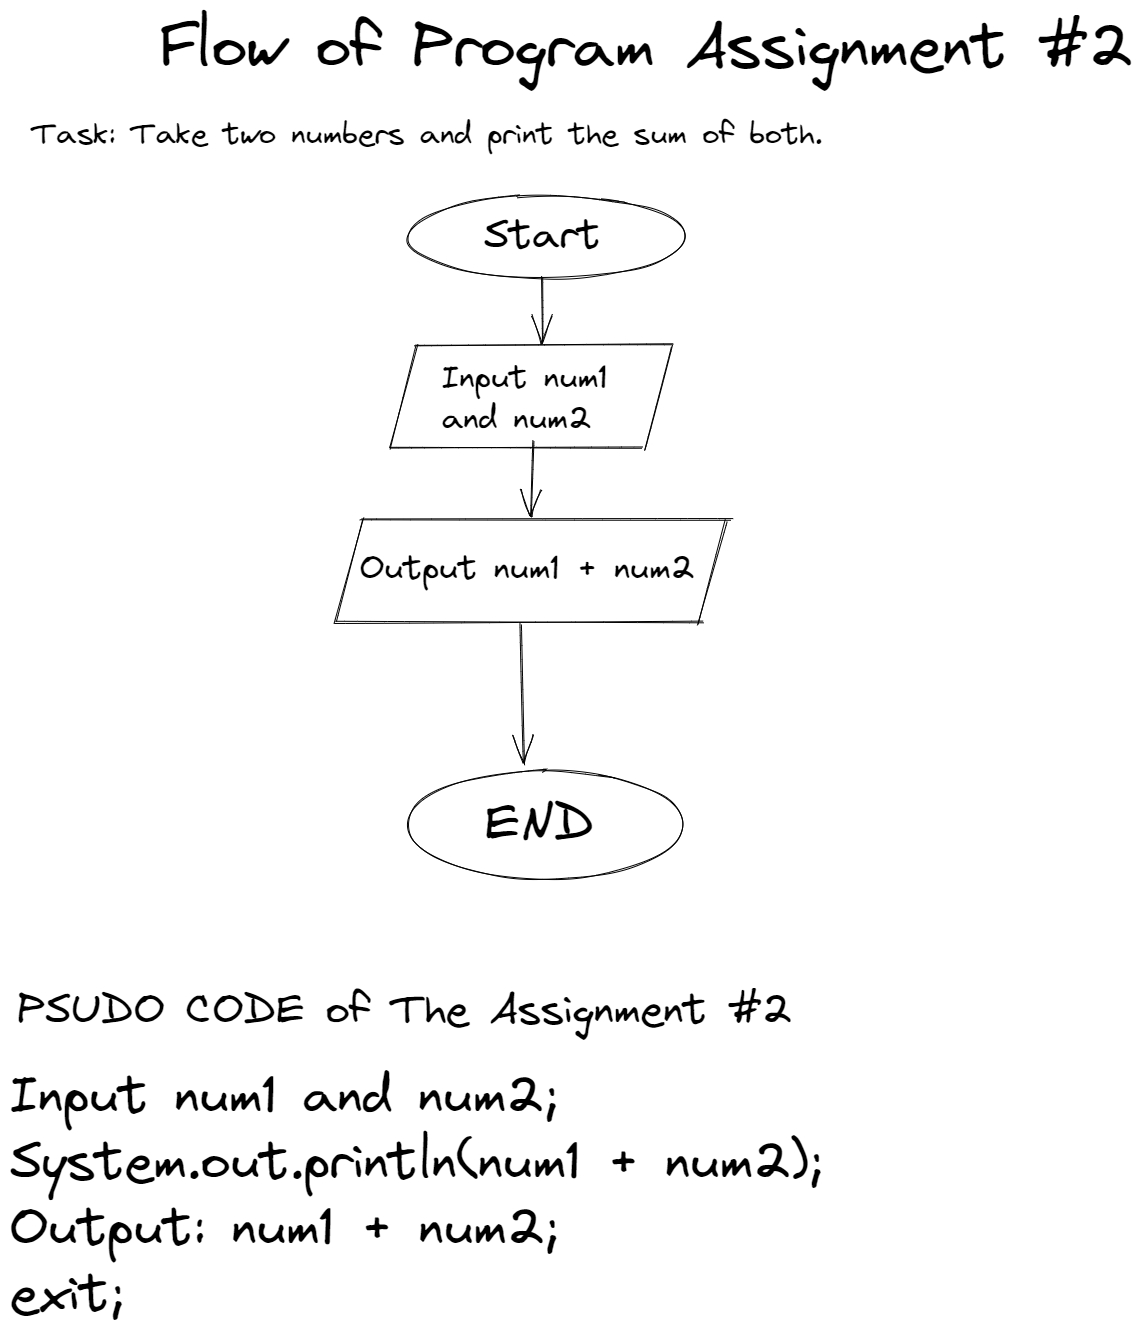 Flow of Program Assignment #2
Task: Take two numbers and print the sum of both.
Start
Input num1
and num2
Output num1 + num2
END
PSUDO CODE of The Assignment #2
Input num1 and num2;
System.out.println(num1 + num2);
Output: num1 + num2;
exit;